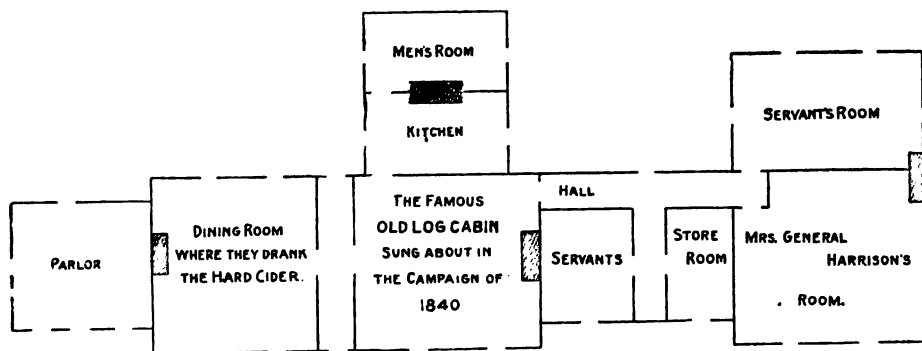 MEN'S ROOM
KITCHEN
SERVANT'S ROOM
HALL
PARLOR
DINING ROOM
WHERE THEY DRANK
THE HARD CIDER.
THE FAMOUS
OLD LOG CABIN
SUNG ABOUT IN
THE CAMPAIGN OF
1840
SERVANTS
STORE
ROOM
MRS. GENERAL
HARRISON'S
ROOM.